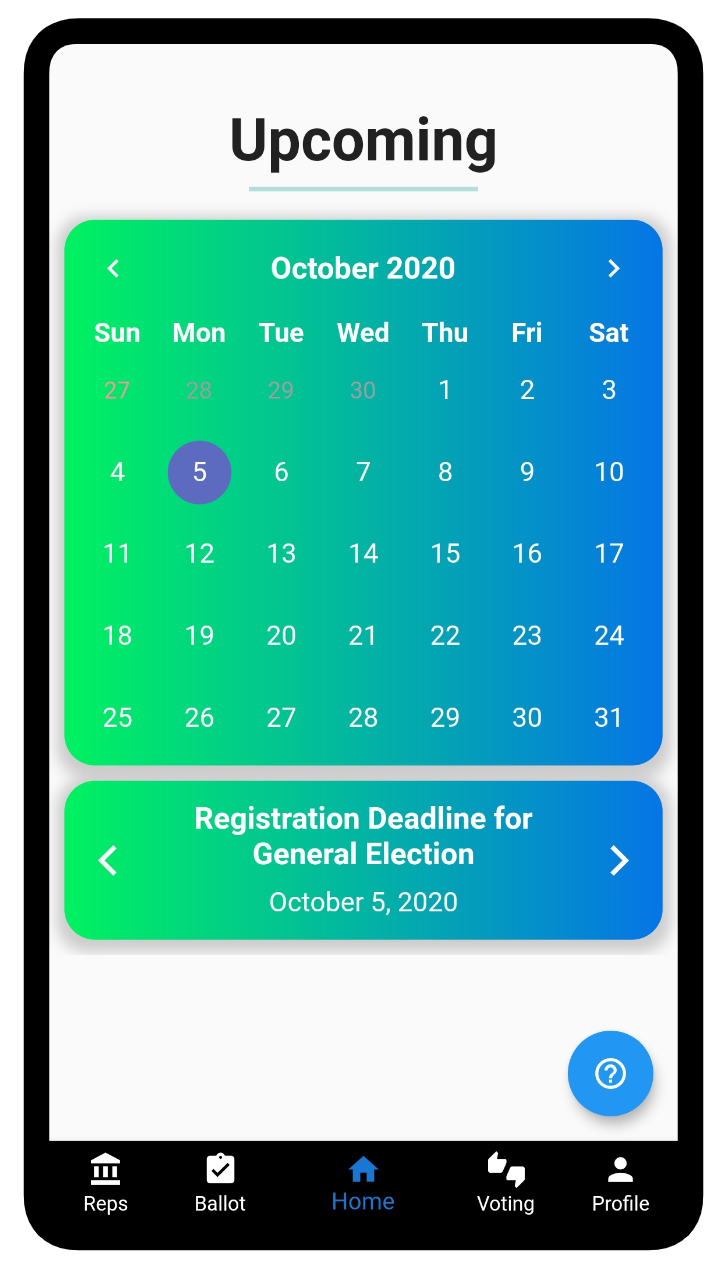 Upcoming
October 2020
Sun Mon Tue Wed Thu Fri Sat
27 28 29 30 1 2 3
4 5 6 7 8 9 10
11 12 13 14 15 16 17
18 19 20 21 22 23 24
25 26 27 28 29 30 31
Registration Deadline for
General Election
October 5, 2020
Reps Ballot Home Voting Profile